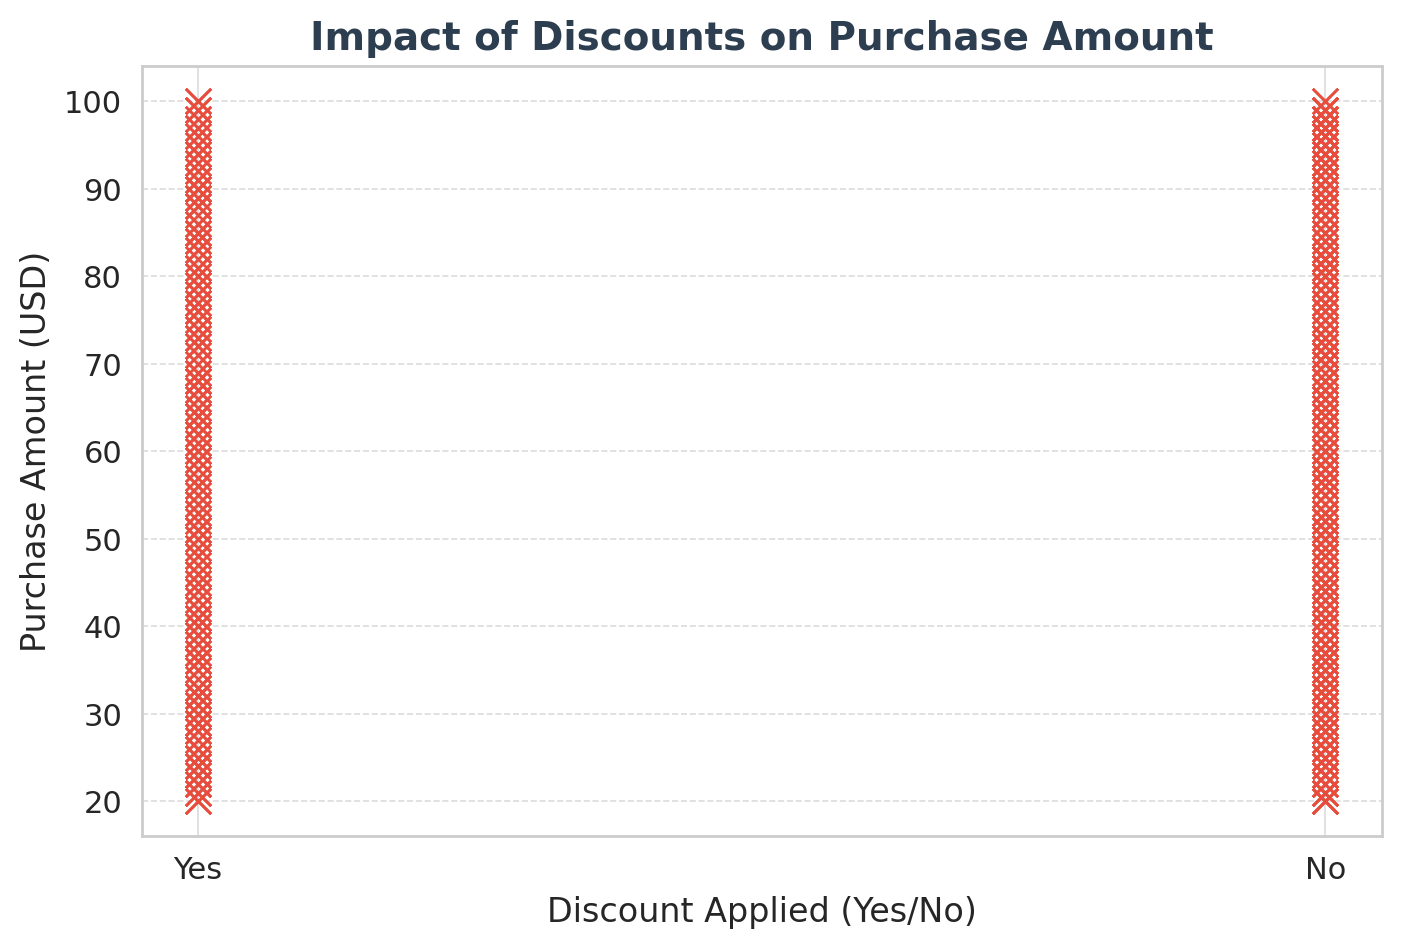 Impact of Discounts on Purchase Amount
100
90
80
70
60
50
40
30
20
Purchase Amount (USD)
Yes
No
Discount Applied (Yes/No)